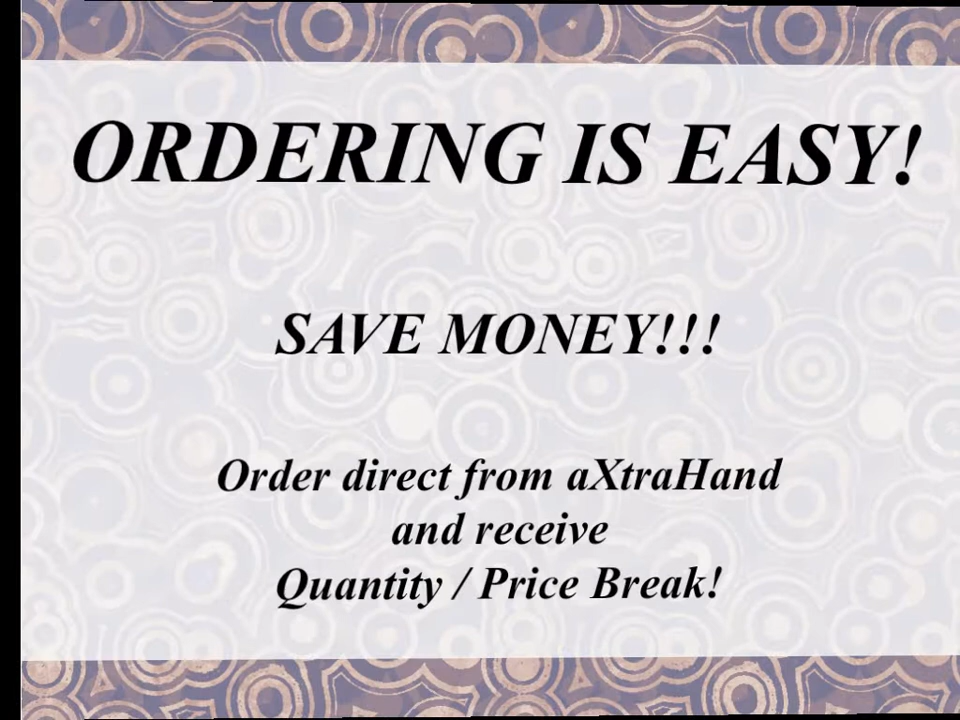 ORDERING IS EASY!
SAVE MONEY!!!
Order direct from aXtraHand
and receive
Quantity / Price Break!